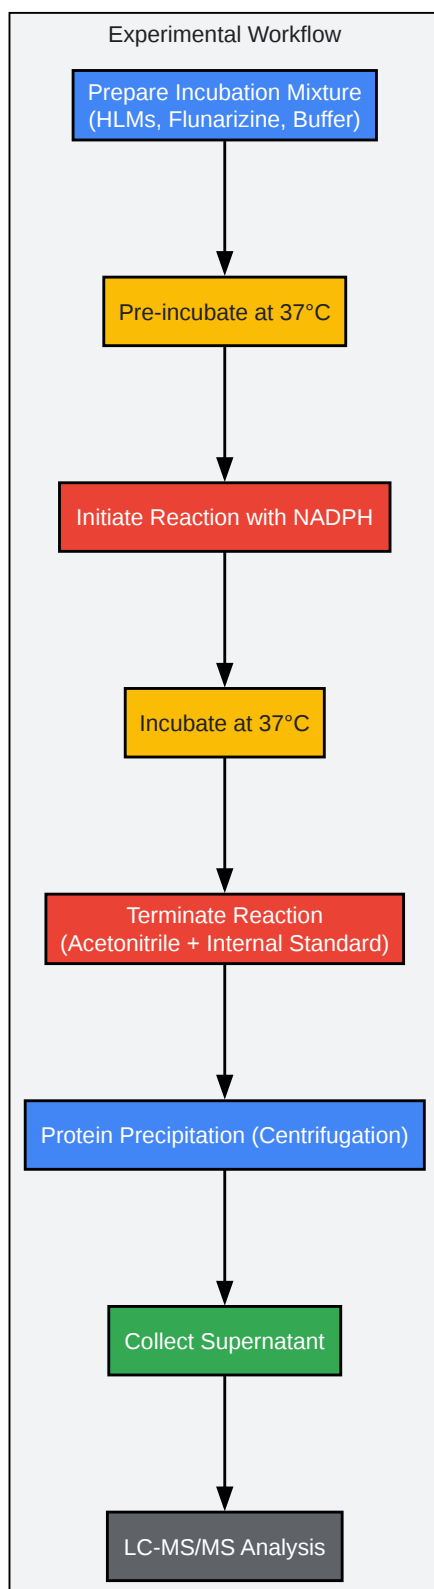 Experimental Workflow
Prepare Incubation Mixture
(HLMs, Flunarizine, Buffer)
Pre-incubate at 37°C
Initiate Reaction with NADPH
Incubate at 37°C
Terminate Reaction
(Acetonitrile + Internal Standard)
Protein Precipitation (Centrifugation)
Collect Supernatant
LC-MS/MS Analysis